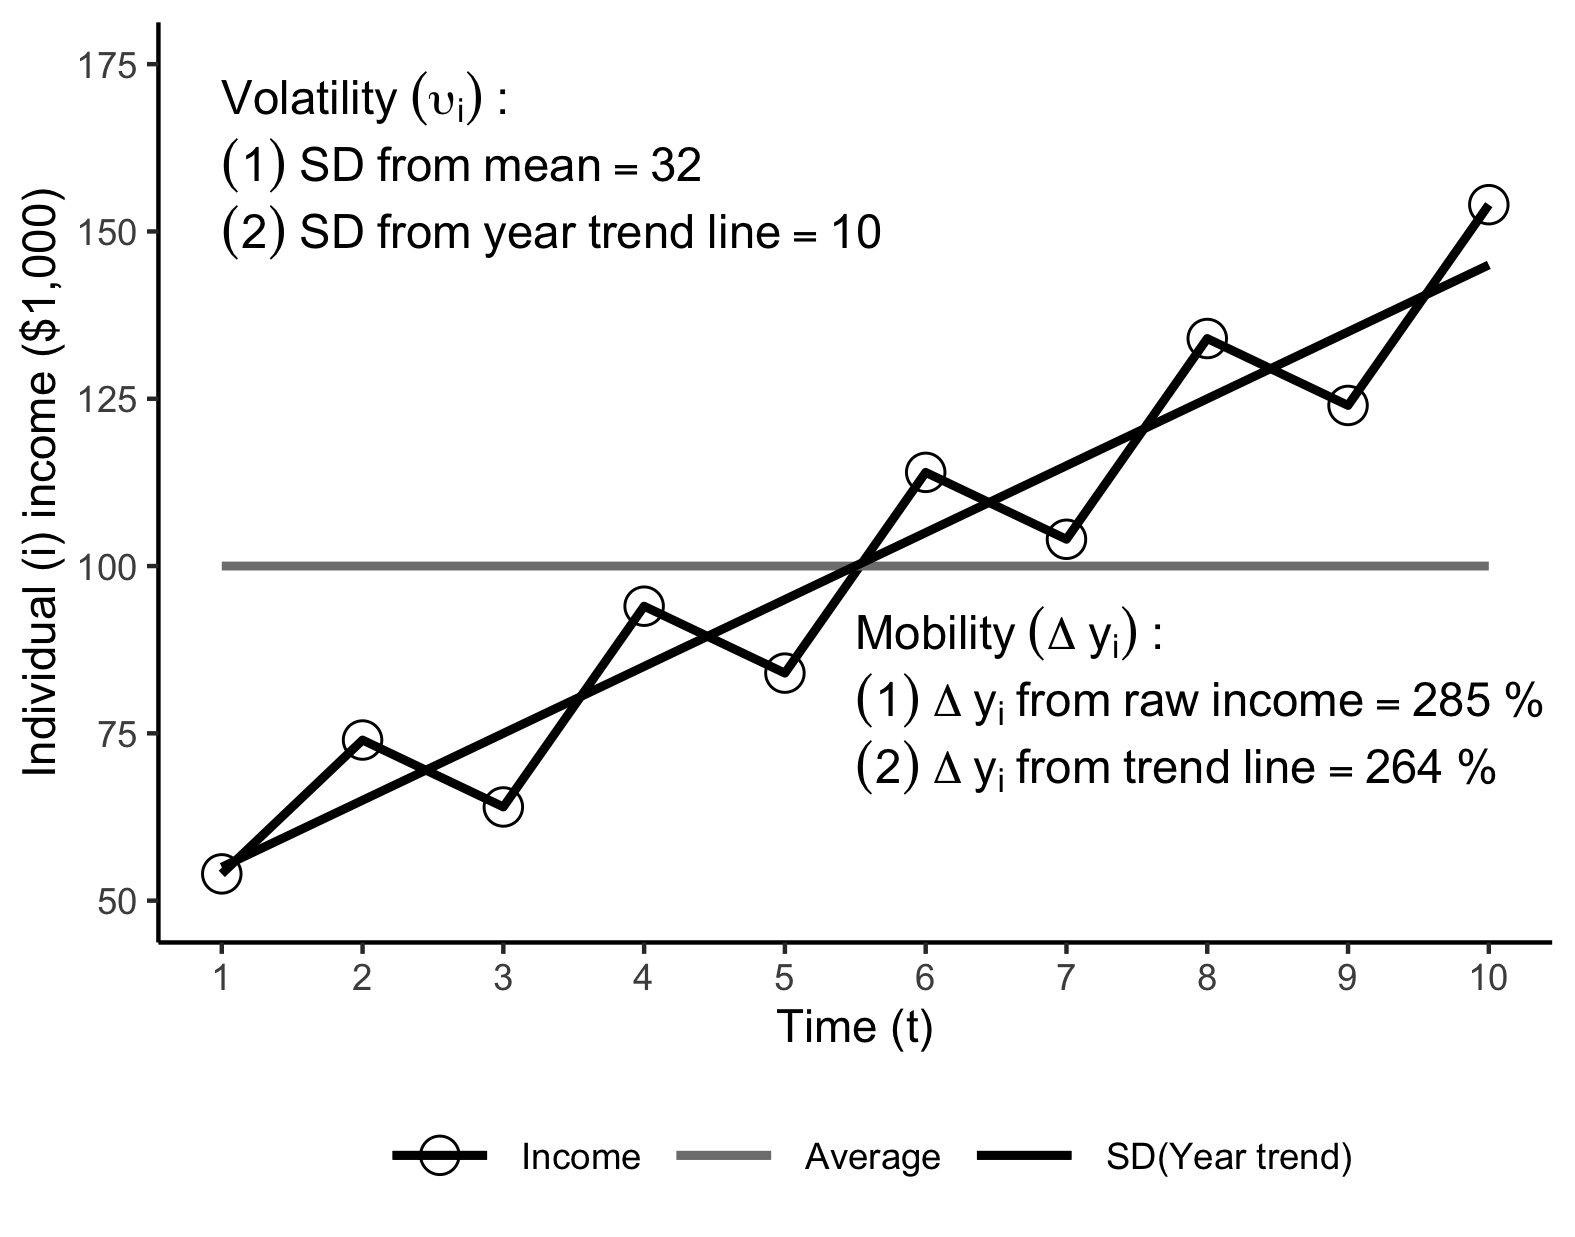 175
150
125
100
75
50
Individual (i) income ($1,000)
Volatility (υi) :
(1) SD from mean = 32
(2) SD from year trend line = 10
Mobility (Δ yi) :
(1) Δ yi from raw income = 285 %
(2) Δ yi from trend line = 264 %
1 2 3 4 5 6 7 8 9 10
Time (t)
Income Average SD(Year trend)